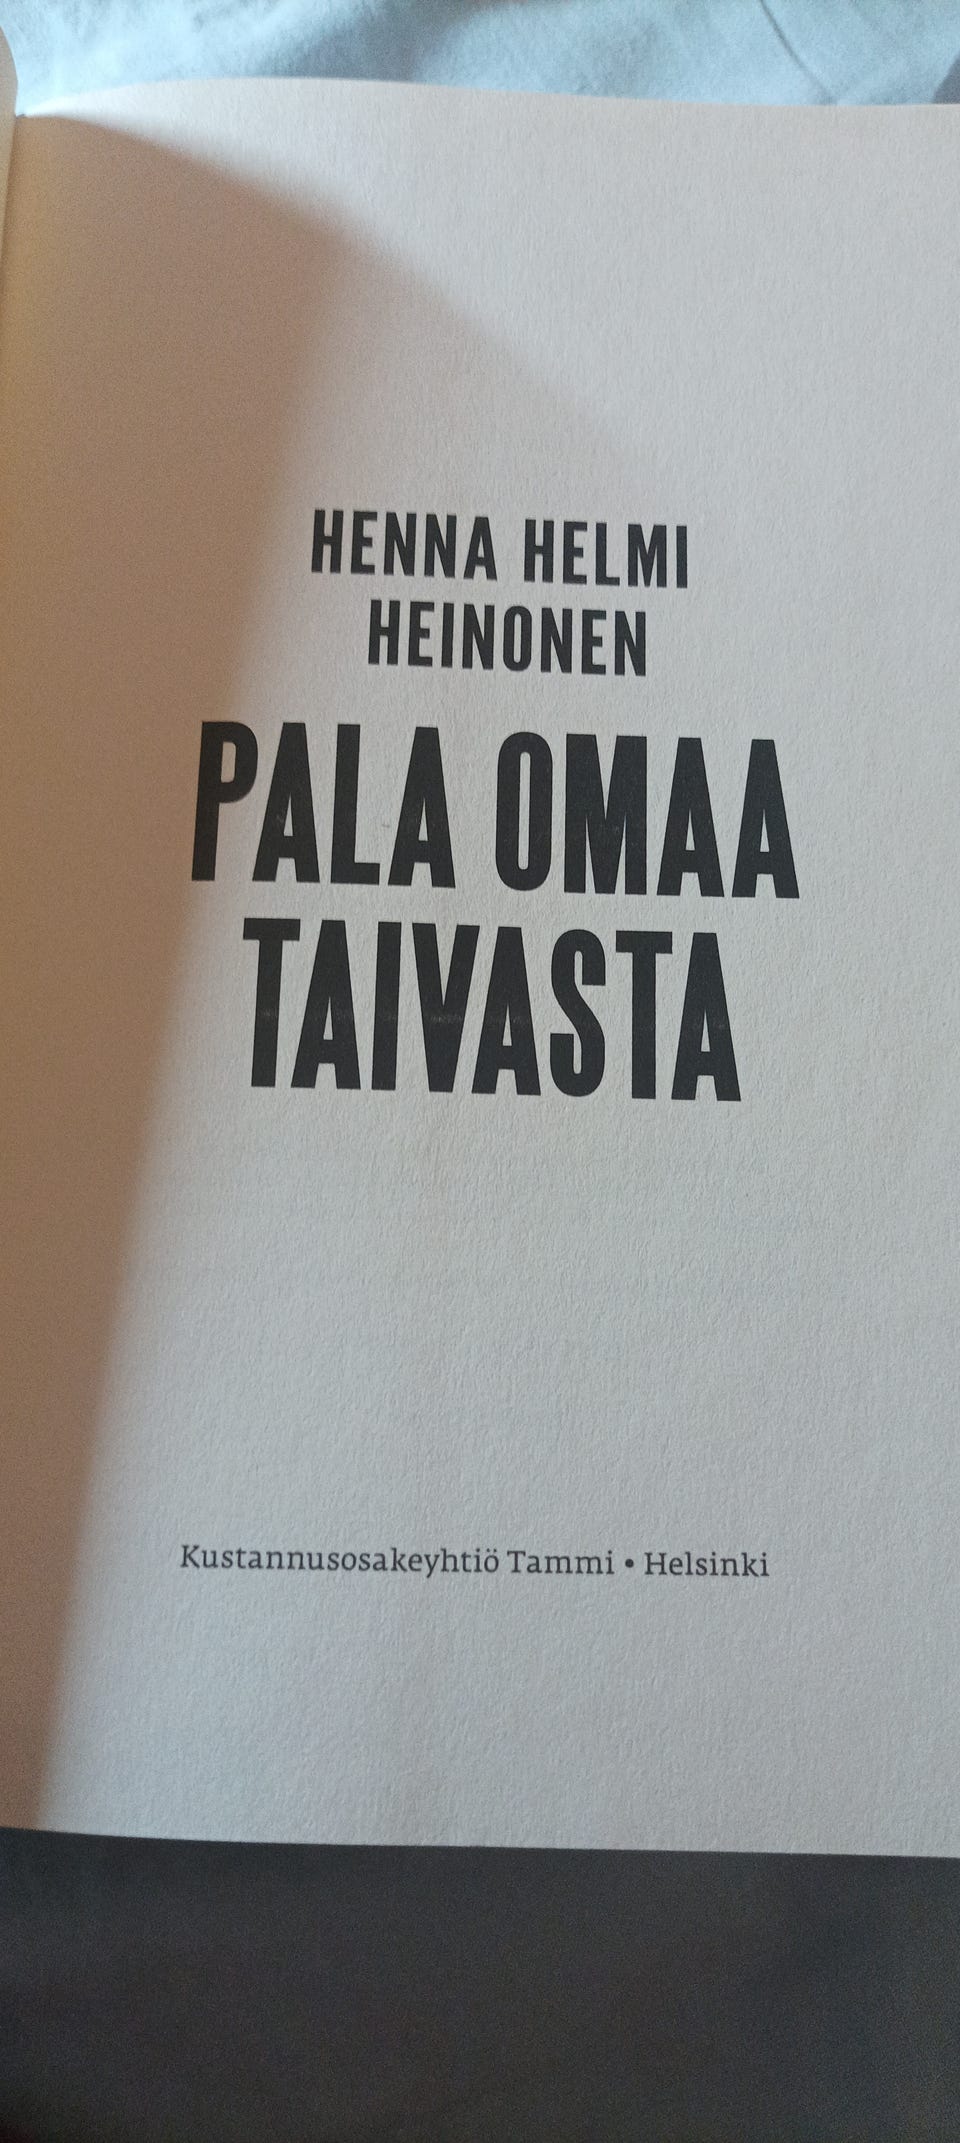 HENNA HELMI
HEINONEN
PALA OMAA
TAIVASTA
Kustannusosakeyhtiö Tammi • Helsinki